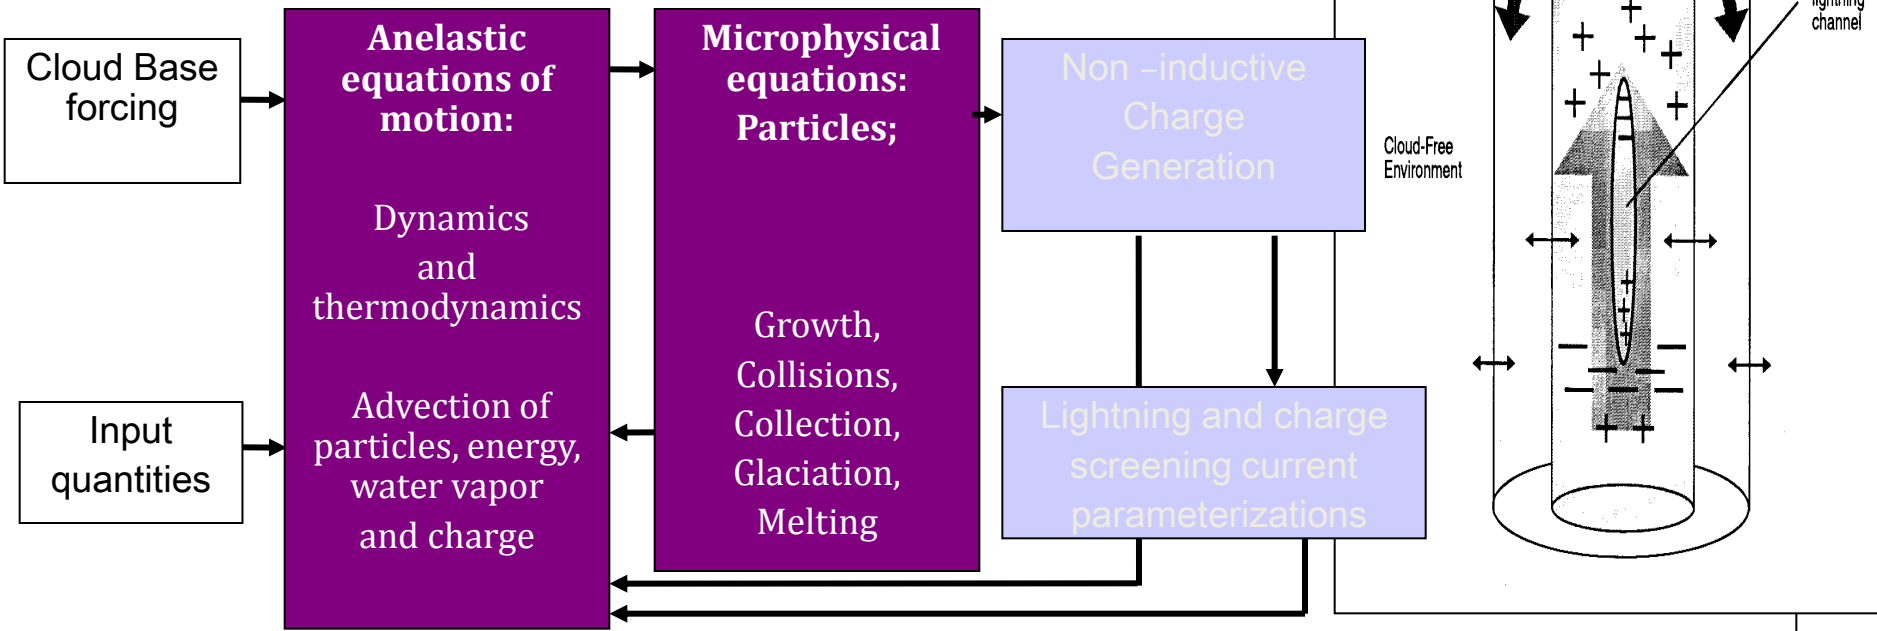 Cloud Base
forcing
Input
quantities
Anelastic
equations of
motion:
Dynamics
and
thermodynamics
Advection of
particles, energy,
water vapor
and charge
Microphysical
equations:
Particles;
Growth,
Collisions,
Collection,
Glaciation,
Melting
Non –inductive
Charge
Generation
Lightning and charge
screening current
parameterizations
lightning
channel
Cloud-Free
Environment